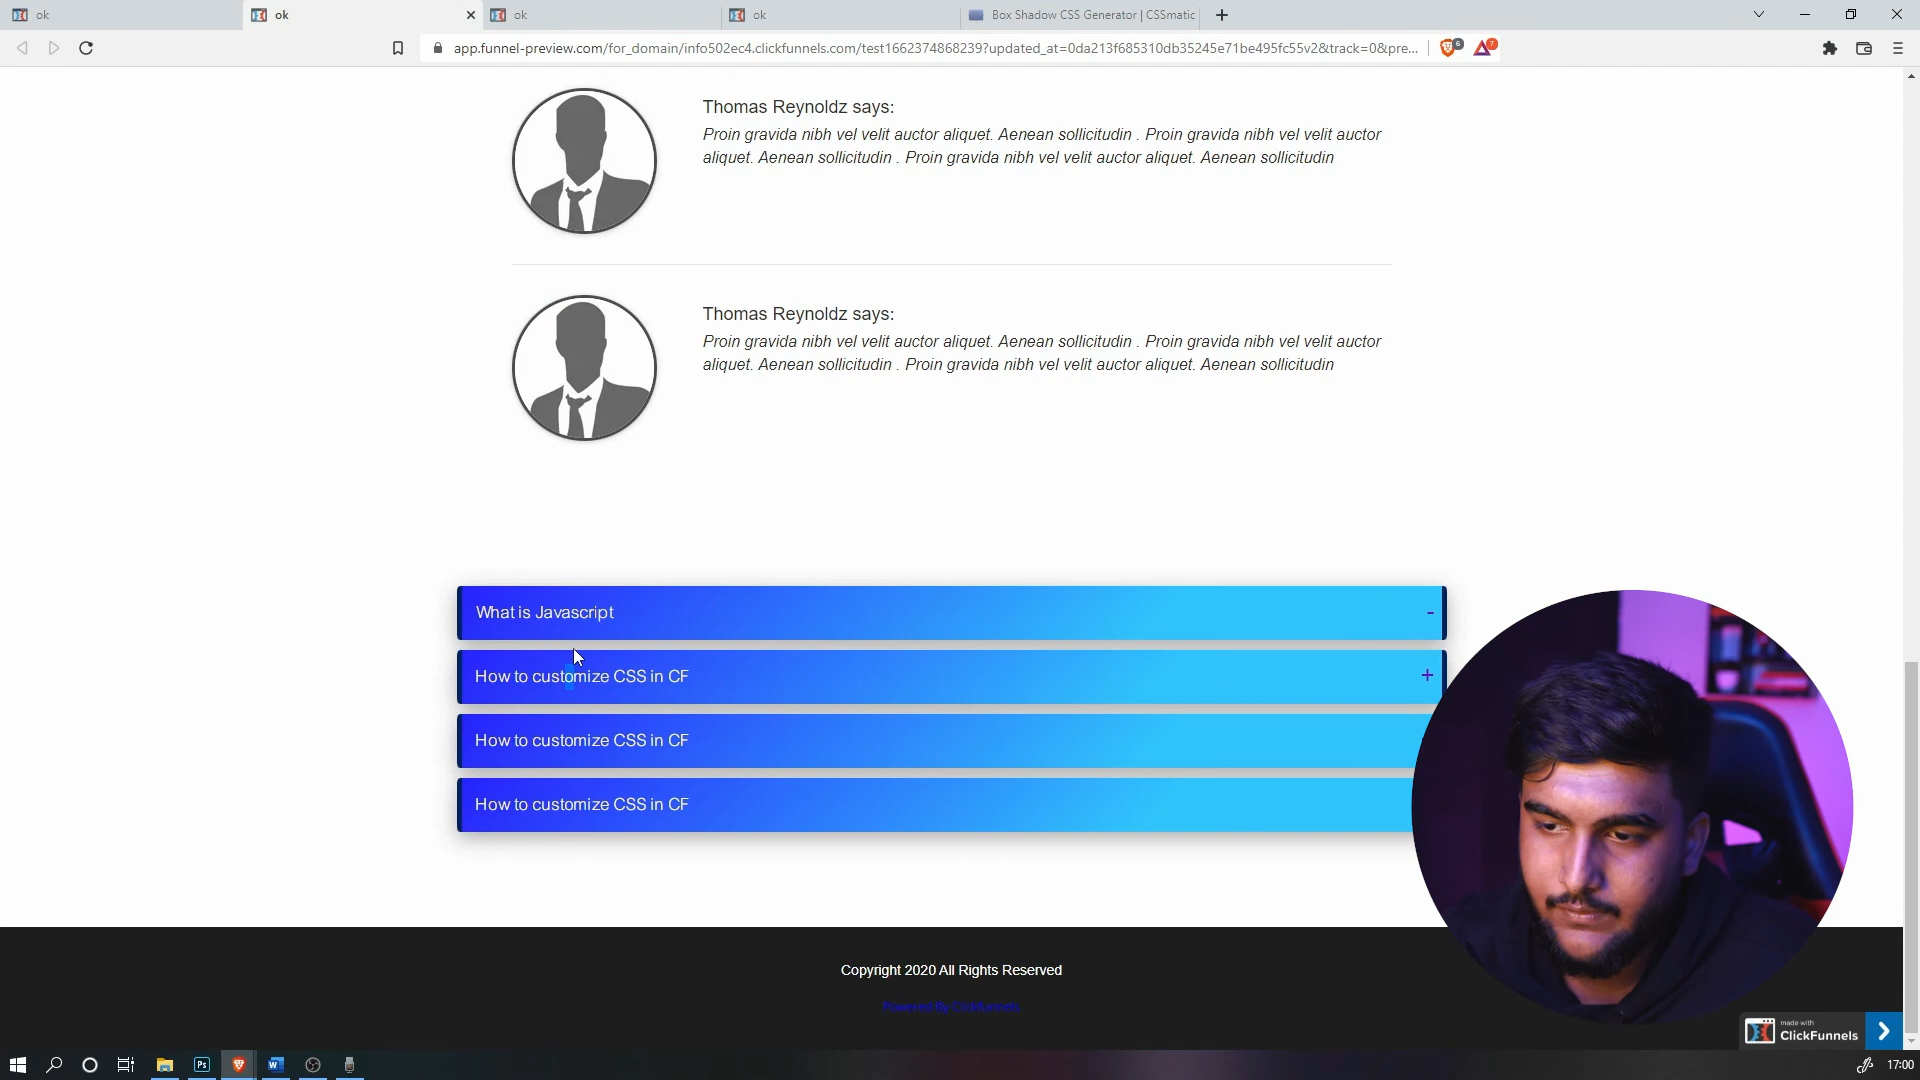 ok
ok
ok
ok
Box Shadow CSS Generator | CSSmatic
app.funnel-preview.com/for_domain/info502ec4.clickfunnels.com/test1662374868239?updated_at=0da213f685310db35245e71be495fc55v2&track=0&pre...
6
7
Thomas Reynoldz says:
Proin gravida nibh vel velit auctor aliquet. Aenean sollicitudin . Proin gravida nibh vel velit auctor
aliquet. Aenean sollicitudin . Proin gravida nibh vel velit auctor aliquet. Aenean sollicitudin
Thomas Reynoldz says:
Proin gravida nibh vel velit auctor aliquet. Aenean sollicitudin . Proin gravida nibh vel velit auctor
aliquet. Aenean sollicitudin . Proin gravida nibh vel velit auctor aliquet. Aenean sollicitudin
What is Javascript -
How to customize CSS in CF +
How to customize CSS in CF
How to customize CSS in CF
Copyright 2020 All Rights Reserved
Powered By Clickfunnels
made with
ClickFunnels
Ps
W
17:00